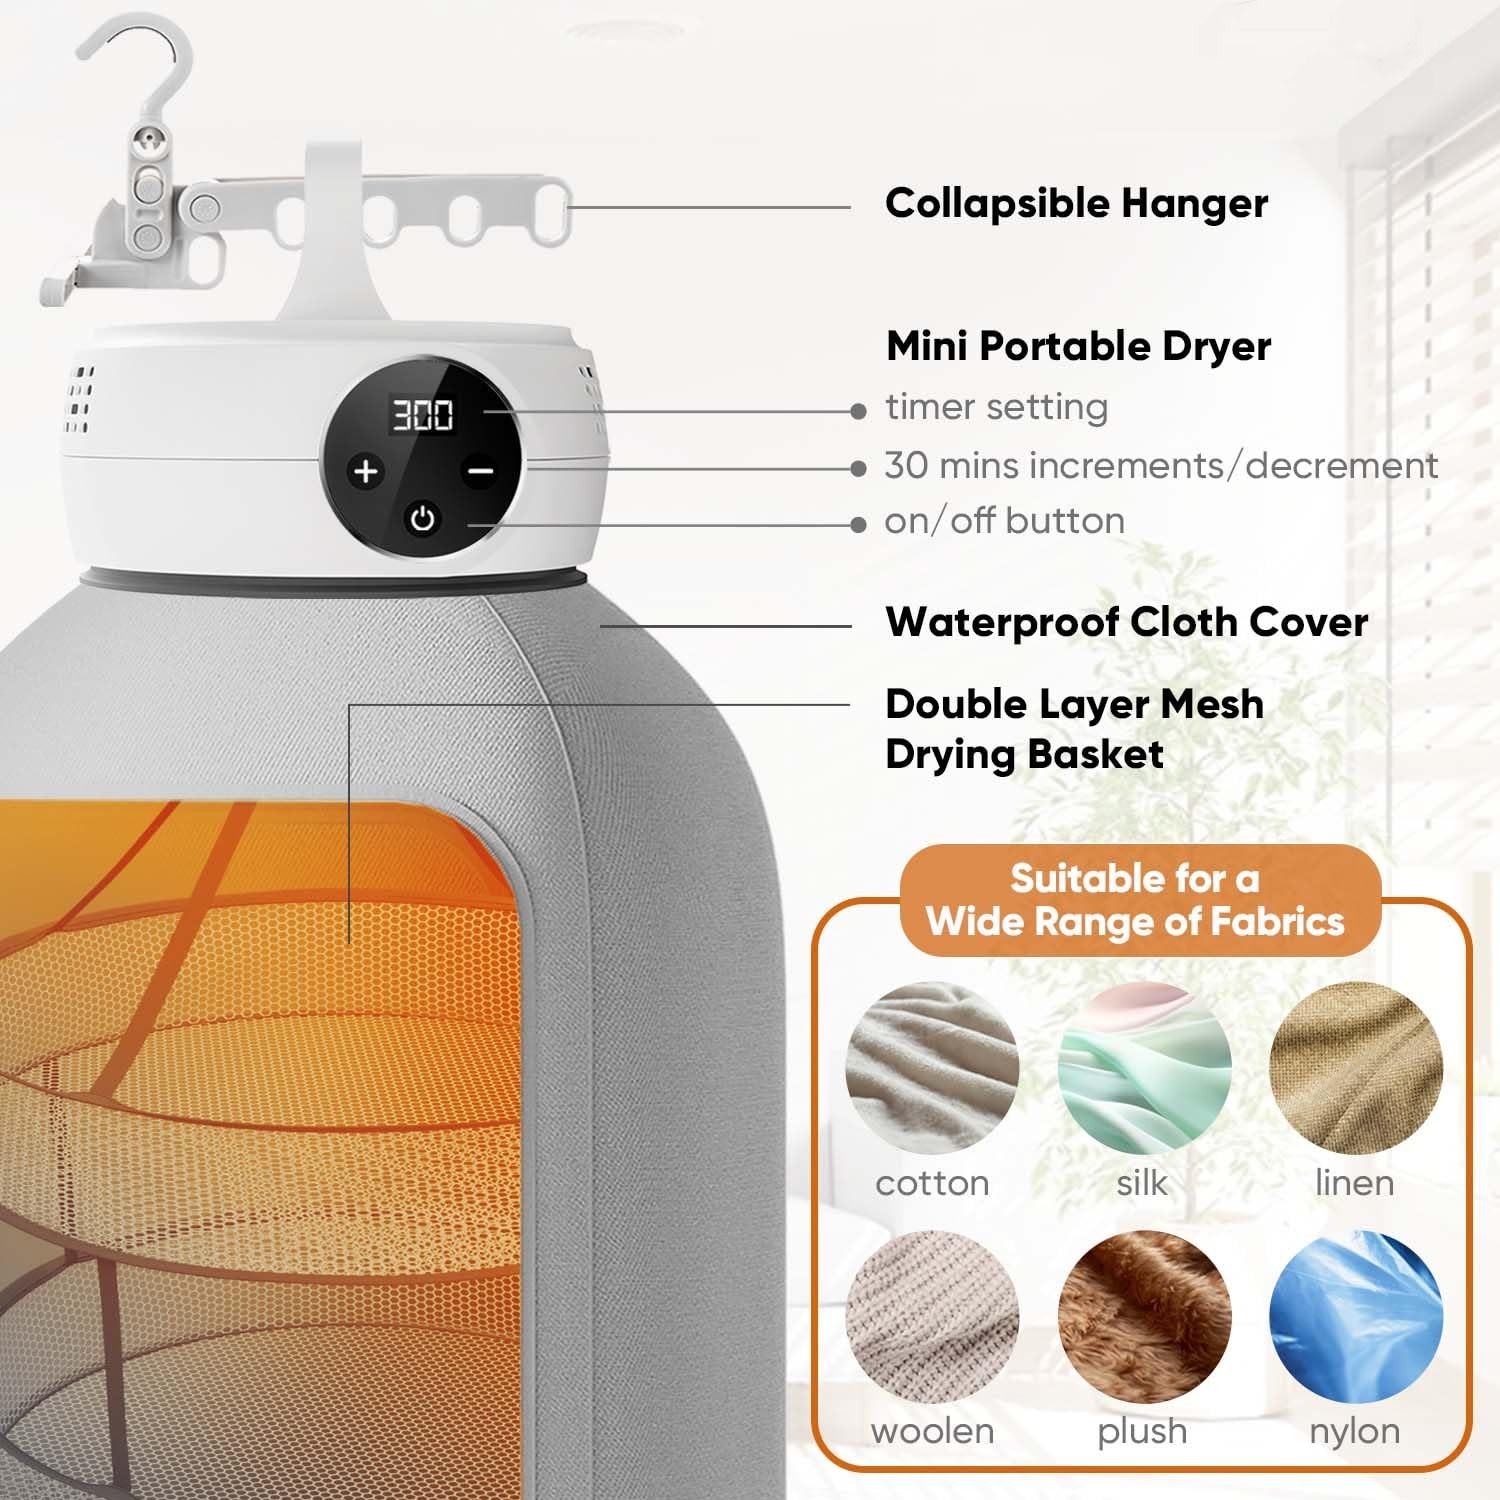 Collapsible Hanger
Mini Portable Dryer
300
timer setting
30 mins increments/decrement
on/off button
Waterproof Cloth Cover
Double Layer Mesh
Drying Basket
Suitable for a
Wide Range of Fabrics
cotton
silk
linen
woolen
plush
nylon